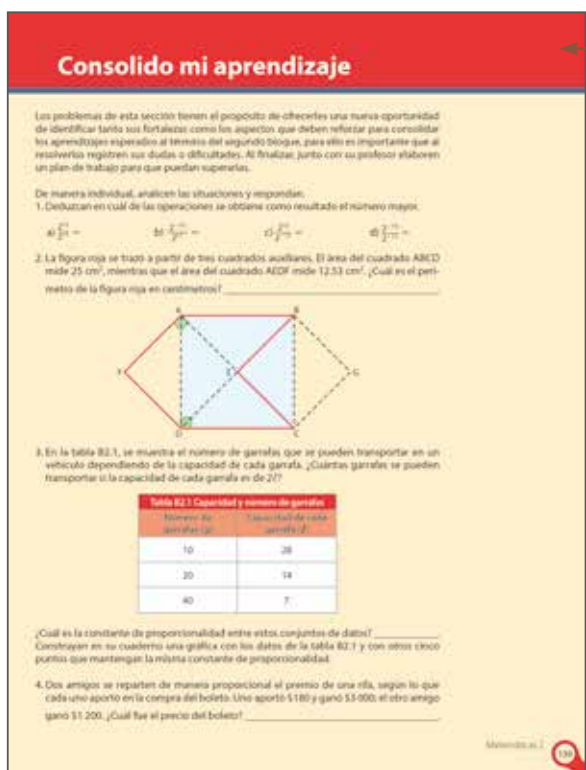 Consolido mi aprendizaje
Los problemas de esta sección tienen el propósito de ofrecerles una nueva oportunidad
de identificar tanto sus fortalezas como los aspectos que deben reforzar para consolidar
los aprendizajes esperados al término del segundo bloque, para ello es importante que al
resolverlos registren sus dudas o dificultades. Al finalizar, junto con su profesor elaboren
un plan de trabajo para que puedan superarlas.
De manera individual, analicen las situaciones y respondan.
1. Deduzcan en cuál de las operaciones se obtiene como resultado el número mayor.
a) =
b) =
c) =
d) =
2. La figura roja se trazó a partir de tres cuadrados auxiliares. El área del cuadrado ABCD
mide 25 cm², mientras que el área del cuadrado AEDF mide 12.53 cm². ¿Cuál es el perí-
metro de la figura roja en centímetros?
A
B
F
E
G
D
C
3. En la tabla B2.1, se muestra el número de garrafas que se pueden transportar en un
vehículo dependiendo de la capacidad de cada garrafa. ¿Cuántas garrafas se pueden
transportar si la capacidad de cada garrafa es de 2ℓ?
Tabla B2.1 Capacidad y número de garrafas
Número de Capacidad de cada
garrafas garrafa
10 28
20 14
40 7
¿Cuál es la constante de proporcionalidad entre estos conjuntos de datos?
Construyan en su cuaderno una gráfica con los datos de la tabla B2.1 y con otros cinco
puntos que mantengan la misma constante de proporcionalidad.
4. Dos amigos se reparten de manera proporcional el premio de una rifa, según lo que
cada uno aportó en la compra del boleto. Uno aportó $180 y ganó $3 000; el otro amigo
ganó $1 200. ¿Cuál fue el precio del boleto?
Matemáticas 2